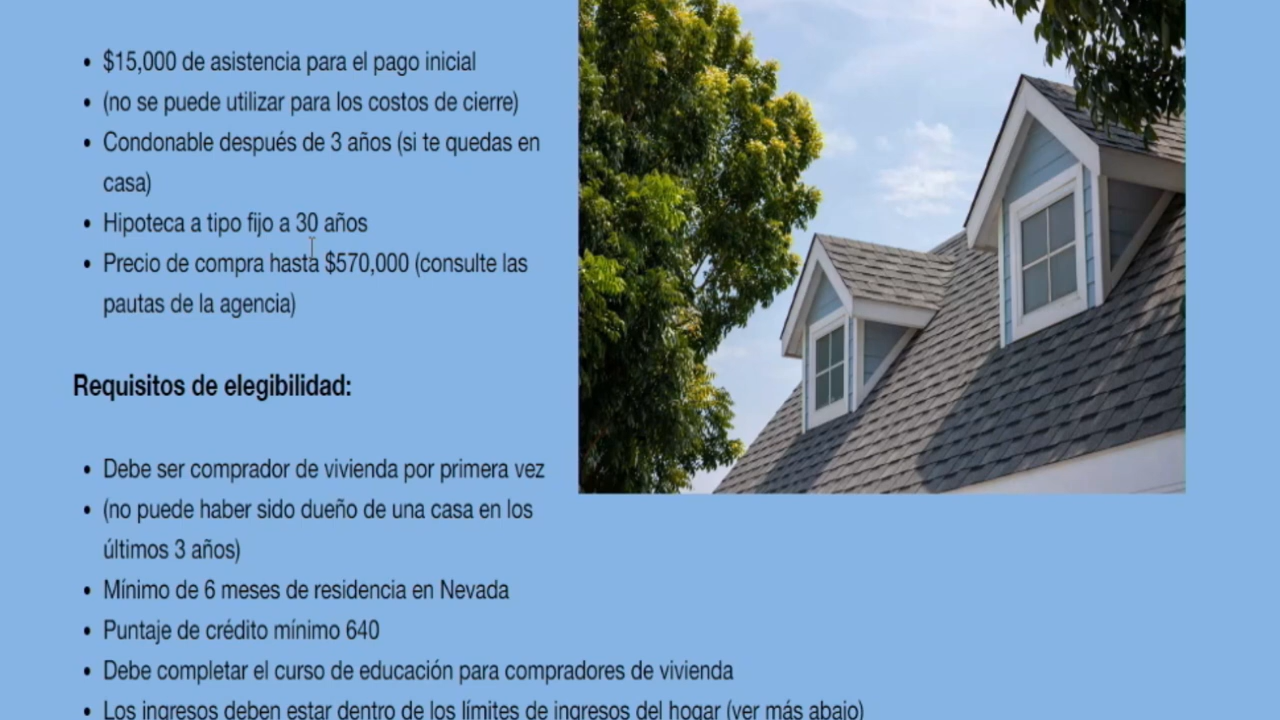 • $15,000 de asistencia para el pago inicial
• (no se puede utilizar para los costos de cierre)
• Condonable después de 3 años (si te quedas en
casa)
• Hipoteca a tipo fijo a 30 años
• Precio de compra hasta $570,000 (consulte las
pautas de la agencia)
Requisitos de elegibilidad:
• Debe ser comprador de vivienda por primera vez
• (no puede haber sido dueño de una casa en los
últimos 3 años)
• Mínimo de 6 meses de residencia en Nevada
• Puntaje de crédito mínimo 640
• Debe completar el curso de educación para compradores de vivienda
• Los ingresos deben estar dentro de los límites de ingresos del hogar (ver más abajo)